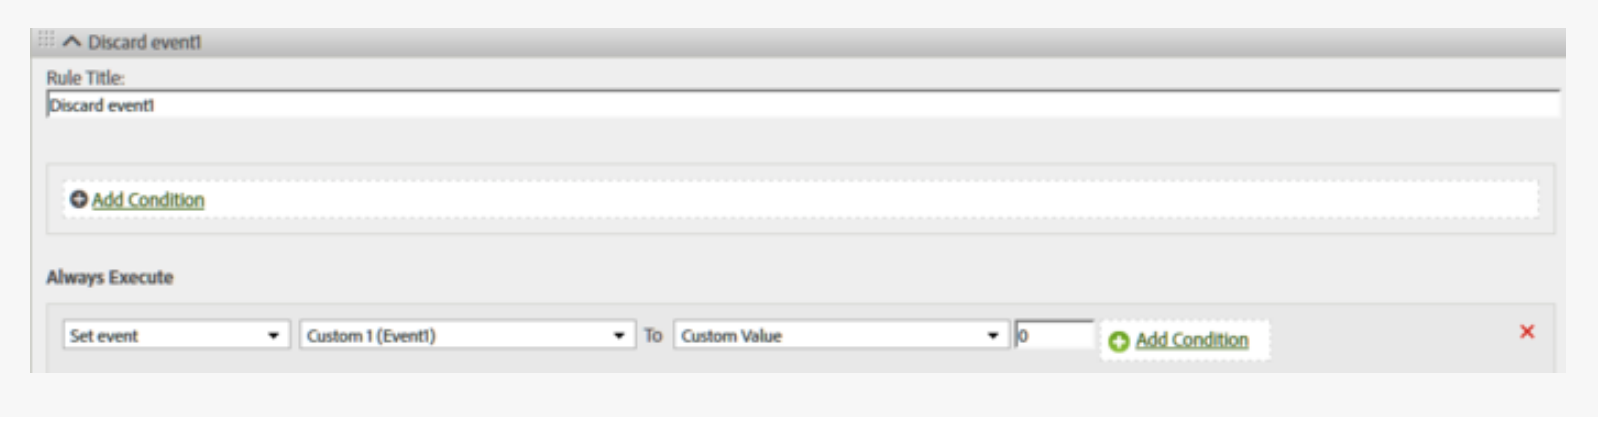 Discard event1
Rule Title:
Discard event1
Add Condition
Always Execute
Set event Custom 1 (Event1) To Custom Value 0 Add Condition